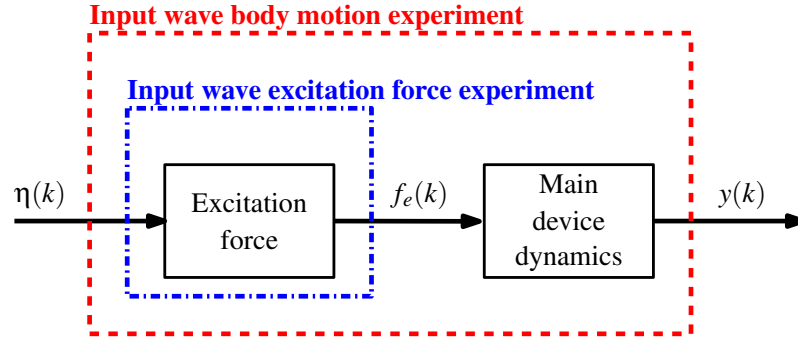 Input wave body motion experiment
Input wave excitation force experiment
η(k)
Excitation
force
f_e(k)
Main
device
dynamics
y(k)